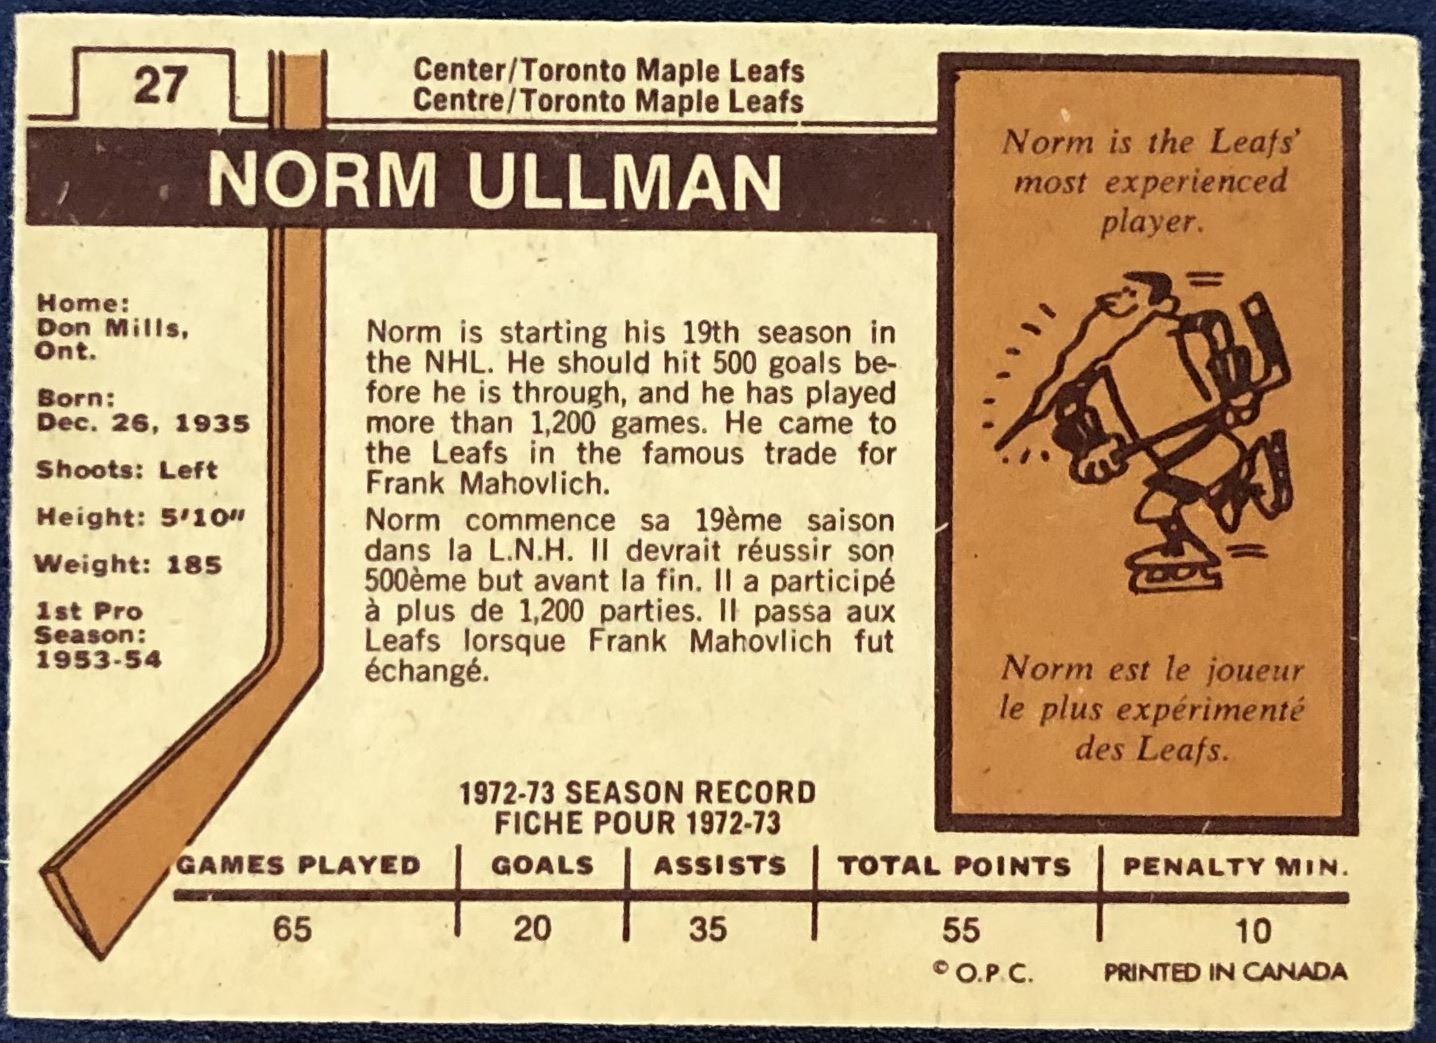 27
Center/Toronto Maple Leafs
Centre/Toronto Maple Leafs
NORM ULLMAN
Home:
Don Mills,
Ont.
Born:
Dec. 26, 1935
Shoots: Left
Height: 5'10"
Weight: 185
1st Pro
Season:
1953-54
Norm is starting his 19th season in
the NHL. He should hit 500 goals be-
fore he is through, and he has played
more than 1,200 games. He came to
the Leafs in the famous trade for
Frank Mahovlich.
Norm commence sa 19ème saison
dans la L.N.H. Il devrait réussir son
500ème but avant la fin. Il a participé
à plus de 1,200 parties. Il passa aux
Leafs lorsque Frank Mahovlich fut
échangé.
Norm is the Leafs'
most experienced
player.
Norm est le joueur
le plus expérimenté
des Leafs.
1972-73 SEASON RECORD
FICHE POUR 1972-73
GAMES PLAYED GOALS ASSISTS TOTAL POINTS PENALTY MIN.
65 20 35 55 10
© O.P.C. PRINTED IN CANADA